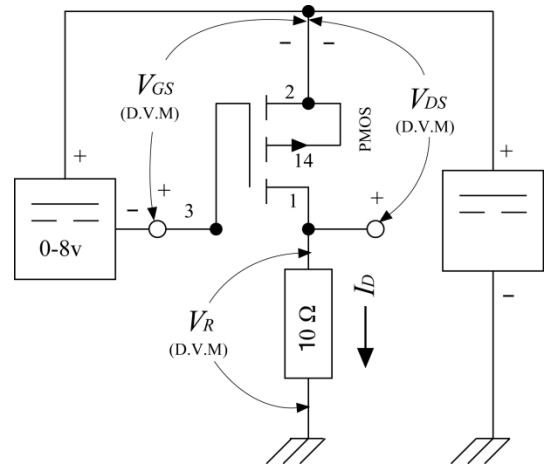 – –
V_GS
(D.V.M)
2
V_DS
(D.V.M)
PMOS
14
+
+
+
+
– 3
1
0-8v
–
10 Ω
I_D
V_R
(D.V.M)